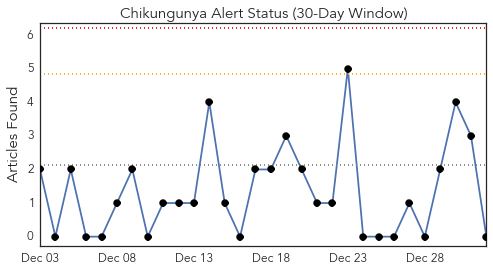 Chikungunya Alert Status (30-Day Window)
Articles Found
6
5
4
3
2
1
0
Dec 03 Dec 08 Dec 13 Dec 18 Dec 23 Dec 28